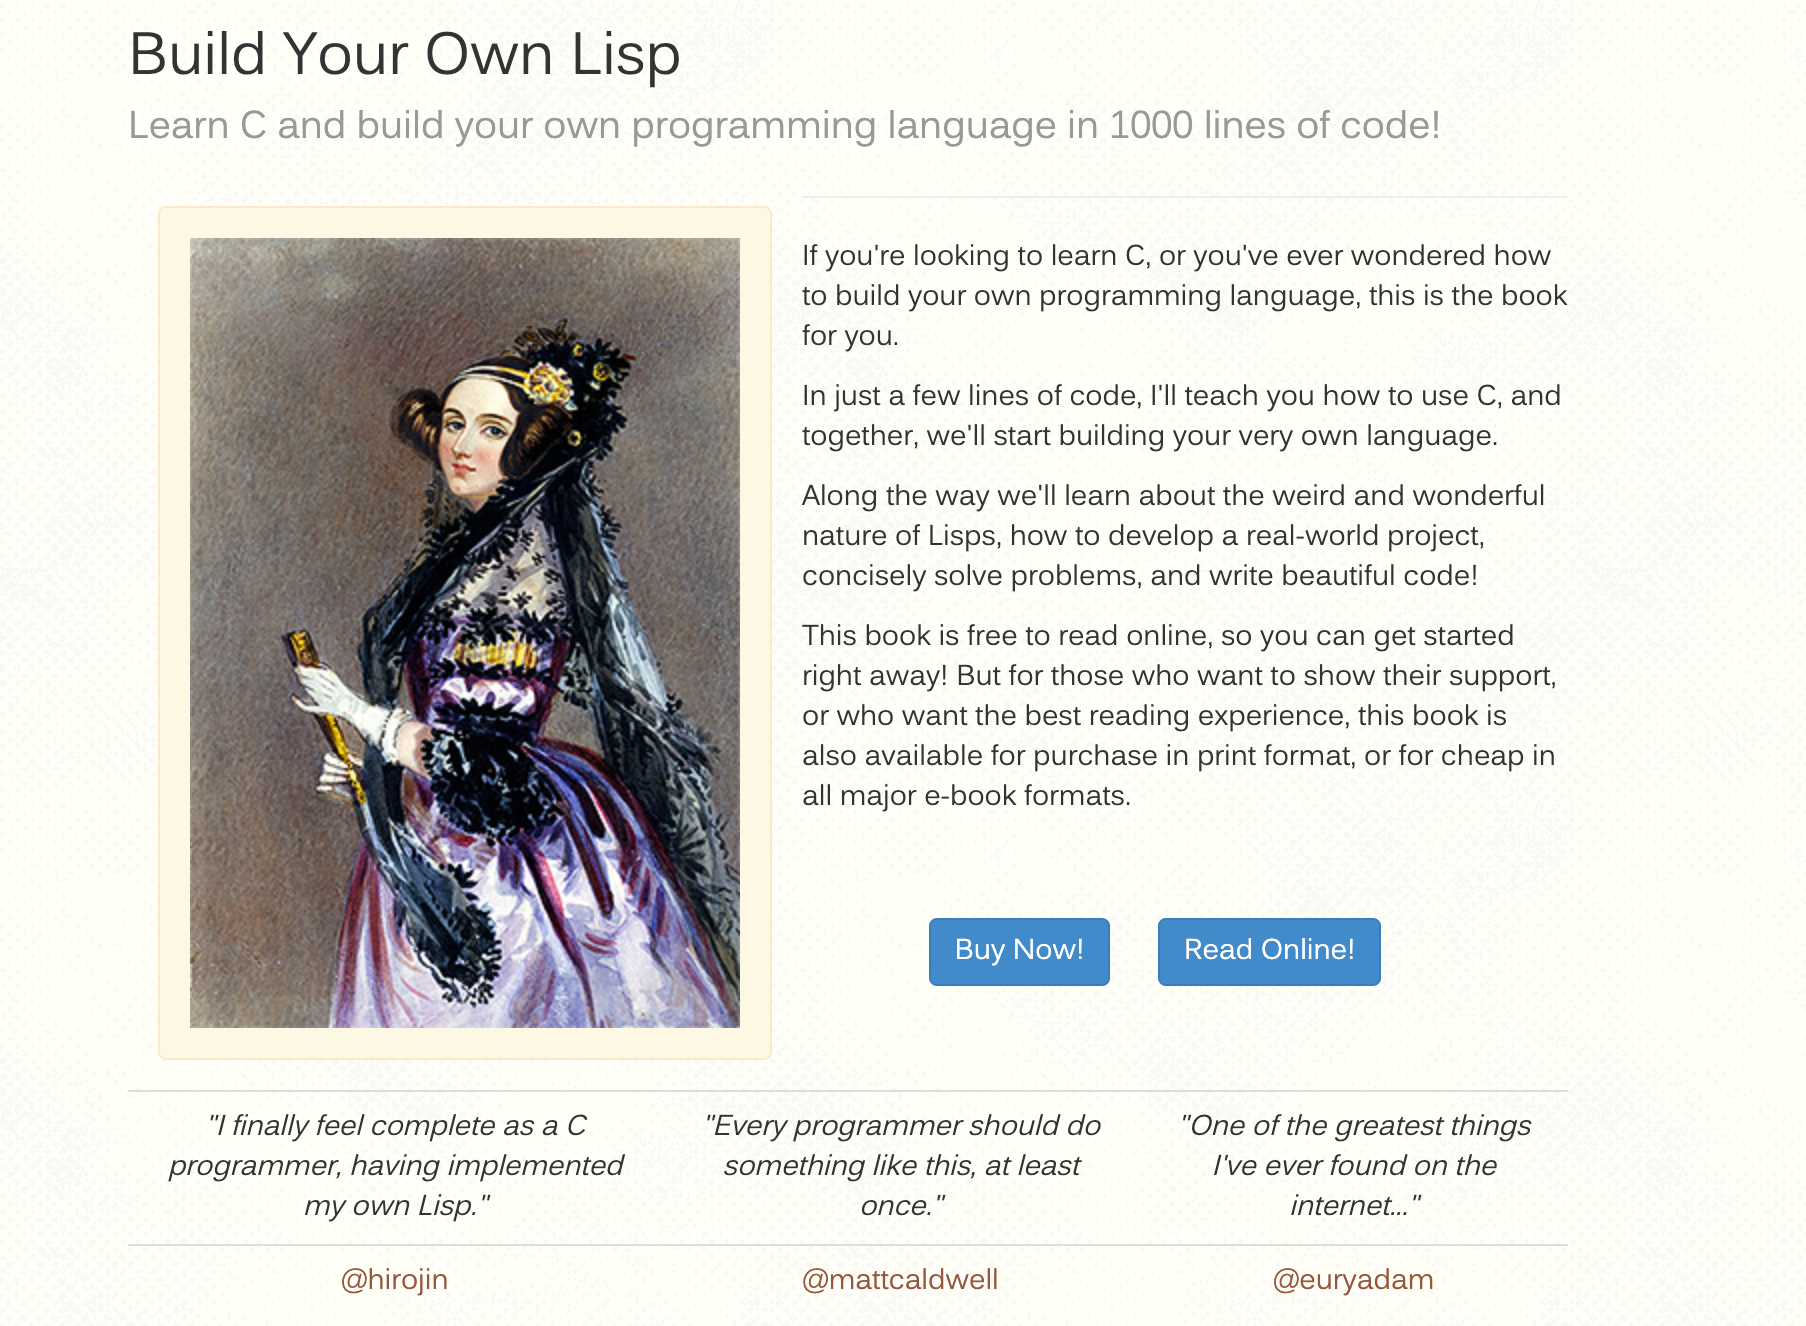 Build Your Own Lisp
Learn C and build your own programming language in 1000 lines of code!
If you're looking to learn C, or you've ever wondered how
to build your own programming language, this is the book
for you.
In just a few lines of code, I'll teach you how to use C, and
together, we'll start building your very own language.
Along the way we'll learn about the weird and wonderful
nature of Lisps, how to develop a real-world project,
concisely solve problems, and write beautiful code!
This book is free to read online, so you can get started
right away! But for those who want to show their support,
or who want the best reading experience, this book is
also available for purchase in print format, or for cheap in
all major e-book formats.
Buy Now!
Read Online!
"I finally feel complete as a C
programmer, having implemented
my own Lisp."
"Every programmer should do
something like this, at least
once."
"One of the greatest things
I've ever found on the
internet..."
@hirojin
@mattcaldwell
@euryadam